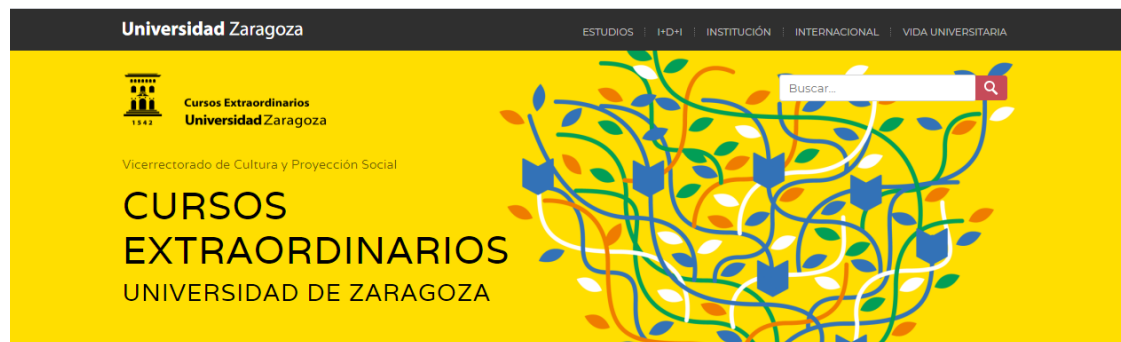 Universidad Zaragoza
ESTUDIOS | I+D+I | INSTITUCIÓN | INTERNACIONAL | VIDA UNIVERSITARIA
Buscar...
Cursos Extraordinarios
Universidad Zaragoza
1542
Vicerrectorado de Cultura y Proyección Social
CURSOS
EXTRAORDINARIOS
UNIVERSIDAD DE ZARAGOZA